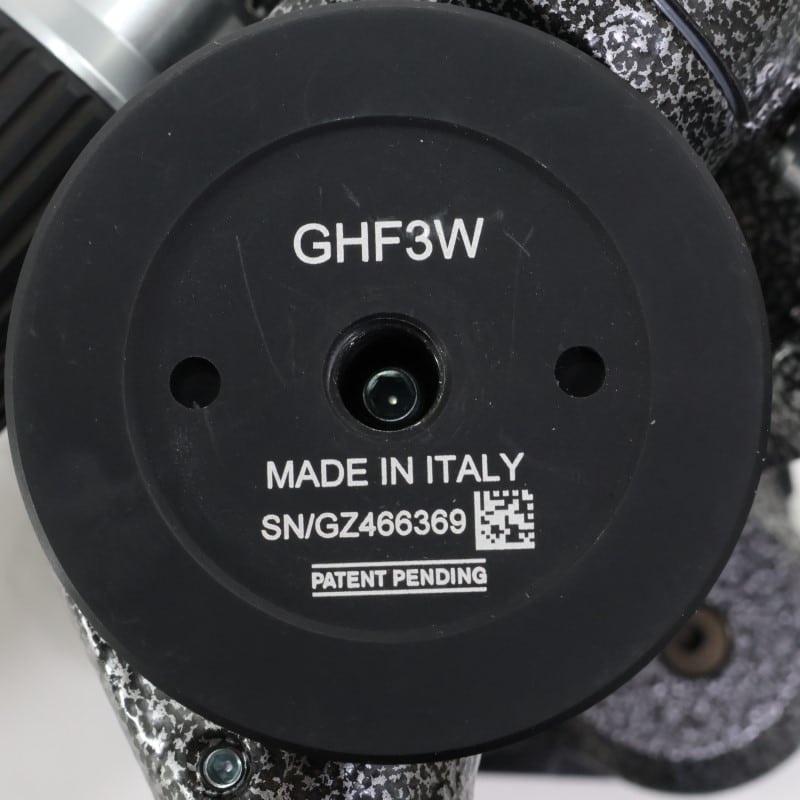 GHF3W
MADE IN ITALY
SN/GZ466369
PATENT PENDING